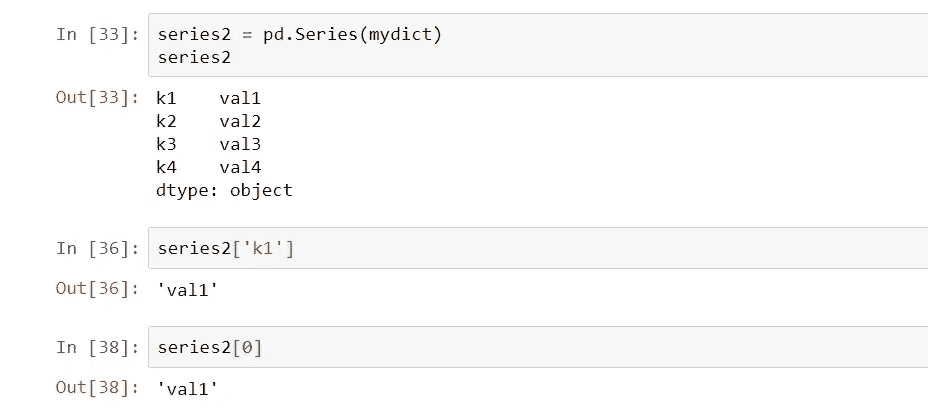 In [33]: series2 = pd.Series(mydict)
series2
Out[33]: k1    val1
k2    val2
k3    val3
k4    val4
dtype: object
In [36]: series2['k1']
Out[36]: 'val1'
In [38]: series2[0]
Out[38]: 'val1'